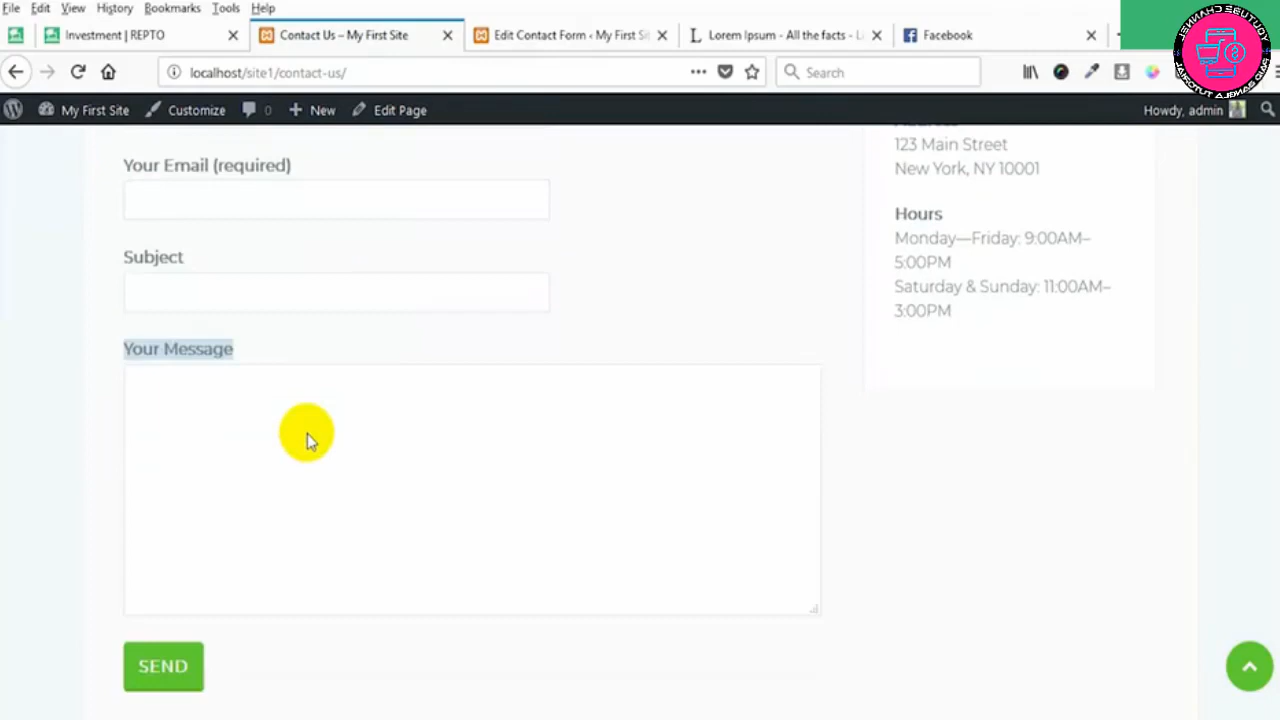 File Edit View History Bookmarks Tools Help
Investment | REPTO
Contact Us – My First Site
Edit Contact Form ‹ My First Si
Lorem Ipsum - All the facts - Li
Facebook
localhost/site1/contact-us/
Search
My First Site
Customize
0
New
Edit Page
Howdy, admin
Your Email (required)
Subject
Your Message
SEND
123 Main Street
New York, NY 10001
Hours
Monday—Friday: 9:00AM–
5:00PM
Saturday & Sunday: 11:00AM–
3:00PM
YOUTUBE CHANNEL